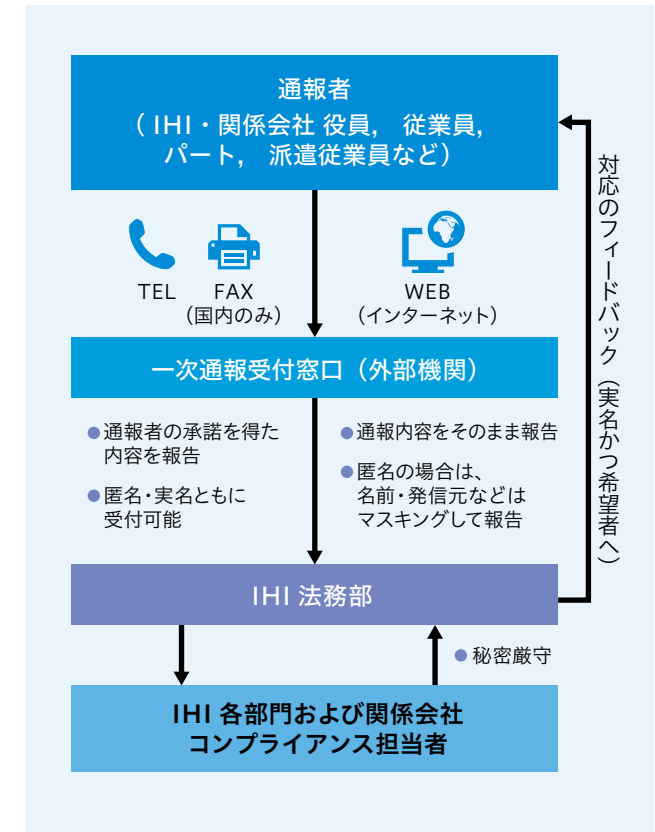 通報者
（ IHI・関係会社 役員， 従業員，
パート， 派遣従業員など）
TEL
FAX
（国内のみ）
WEB
（インターネット）
一次通報受付窓口（外部機関）
●通報者の承諾を得た
内容を報告
●匿名・実名ともに
受付可能
●通報内容をそのまま報告
●匿名の場合は、
名前・発信元などは
マスキングして報告
IHI 法務部
●秘密厳守
IHI 各部門および関係会社
コンプライアンス担当者
対応のフィードバック（実名かつ希望者へ）